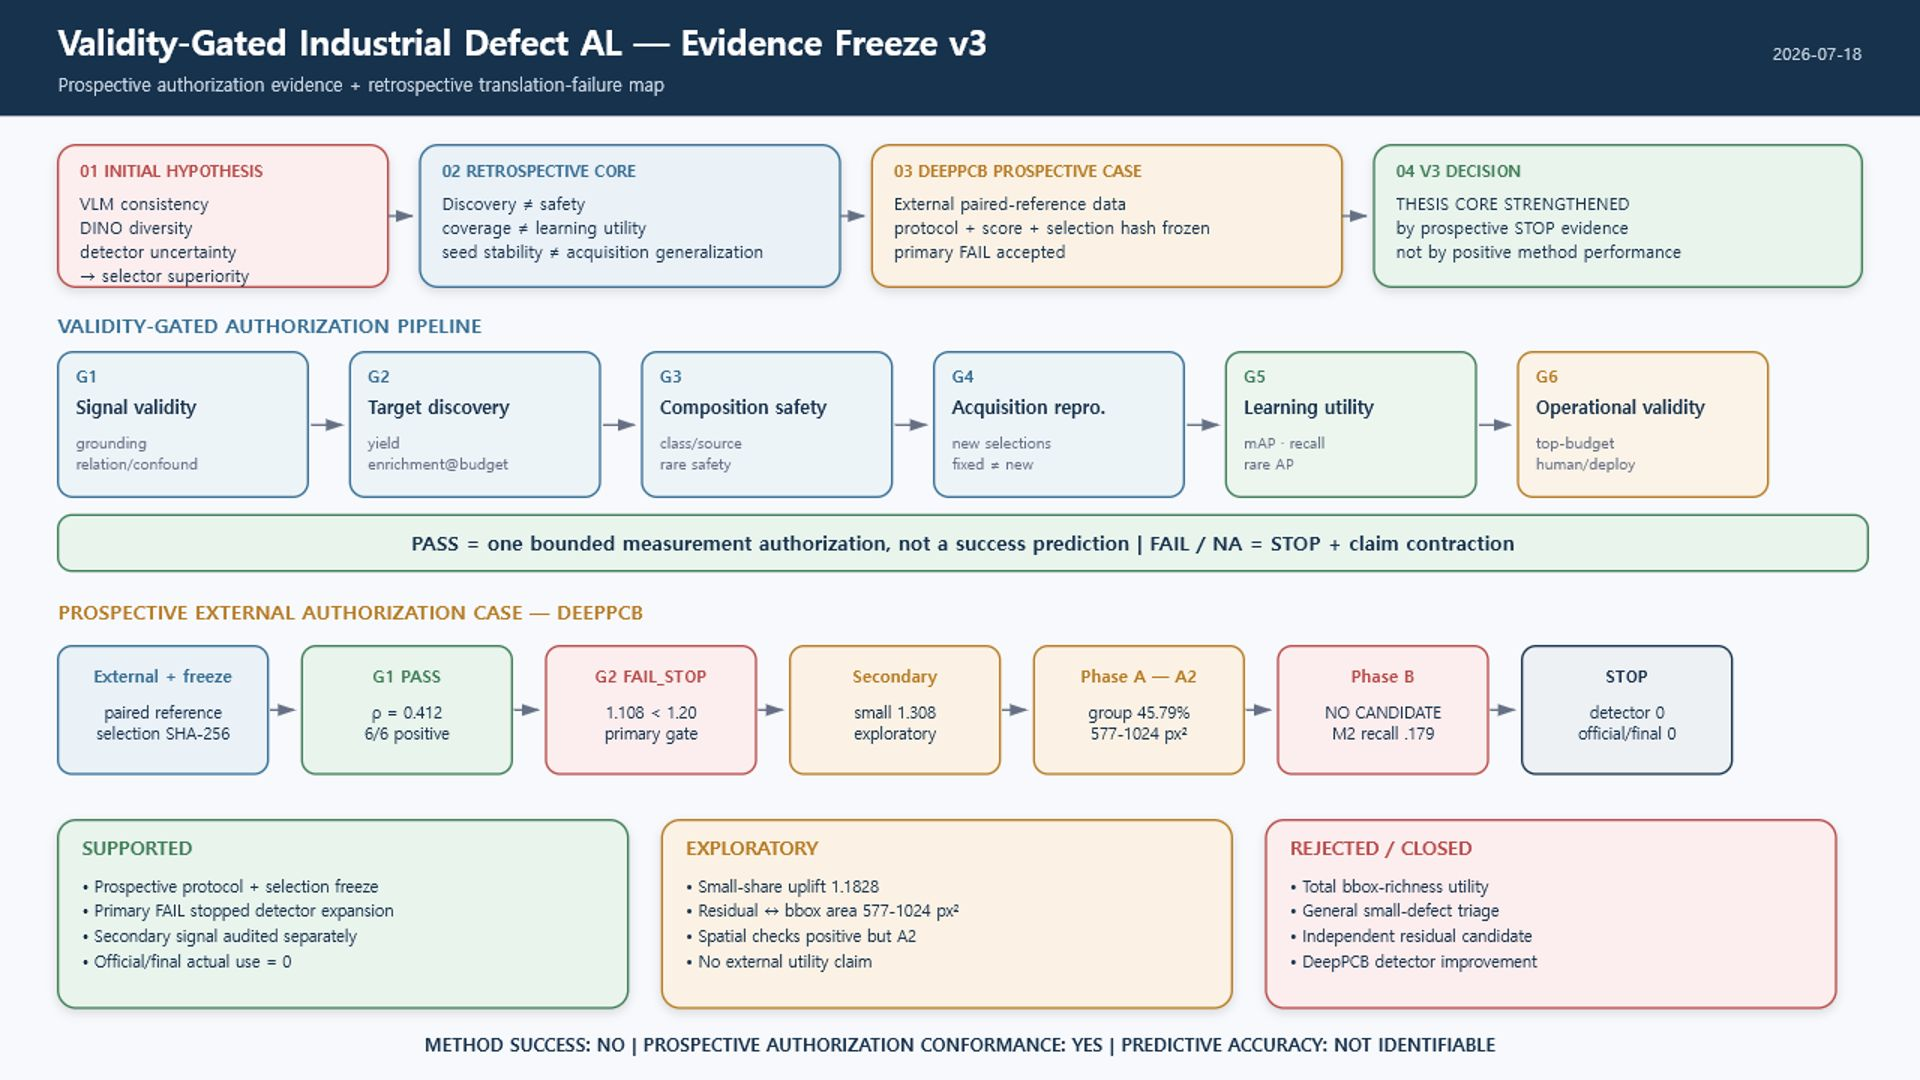 Validity-Gated Industrial Defect AL — Evidence Freeze v3
2026-07-18
Prospective authorization evidence + retrospective translation-failure map
01 INITIAL HYPOTHESIS
VLM consistency
DINO diversity
detector uncertainty
→ selector superiority
02 RETROSPECTIVE CORE
Discovery ≠ safety
coverage ≠ learning utility
seed stability ≠ acquisition generalization
03 DEEPPCB PROSPECTIVE CASE
External paired-reference data
protocol + score + selection hash frozen
primary FAIL accepted
04 V3 DECISION
THESIS CORE STRENGTHENED
by prospective STOP evidence
not by positive method performance
VALIDITY-GATED AUTHORIZATION PIPELINE
G1
Signal validity
grounding
relation/confound
G2
Target discovery
yield
enrichment@budget
G3
Composition safety
class/source
rare safety
G4
Acquisition repro.
new selections
fixed ≠ new
G5
Learning utility
mAP · recall
rare AP
G6
Operational validity
top-budget
human/deploy
PASS = one bounded measurement authorization, not a success prediction | FAIL / NA = STOP + claim contraction
PROSPECTIVE EXTERNAL AUTHORIZATION CASE — DEEPPCB
External + freeze
paired reference
selection SHA-256
G1 PASS
ρ = 0.412
6/6 positive
G2 FAIL_STOP
1.108 < 1.20
primary gate
Secondary
small 1.308
exploratory
Phase A — A2
group 45.79%
577-1024 px²
Phase B
NO CANDIDATE
M2 recall .179
STOP
detector 0
official/final 0
SUPPORTED
• Prospective protocol + selection freeze
• Primary FAIL stopped detector expansion
• Secondary signal audited separately
• Official/final actual use = 0
EXPLORATORY
• Small-share uplift 1.1828
• Residual ↔ bbox area 577-1024 px²
• Spatial checks positive but A2
• No external utility claim
REJECTED / CLOSED
• Total bbox-richness utility
• General small-defect triage
• Independent residual candidate
• DeepPCB detector improvement
METHOD SUCCESS: NO | PROSPECTIVE AUTHORIZATION CONFORMANCE: YES | PREDICTIVE ACCURACY: NOT IDENTIFIABLE